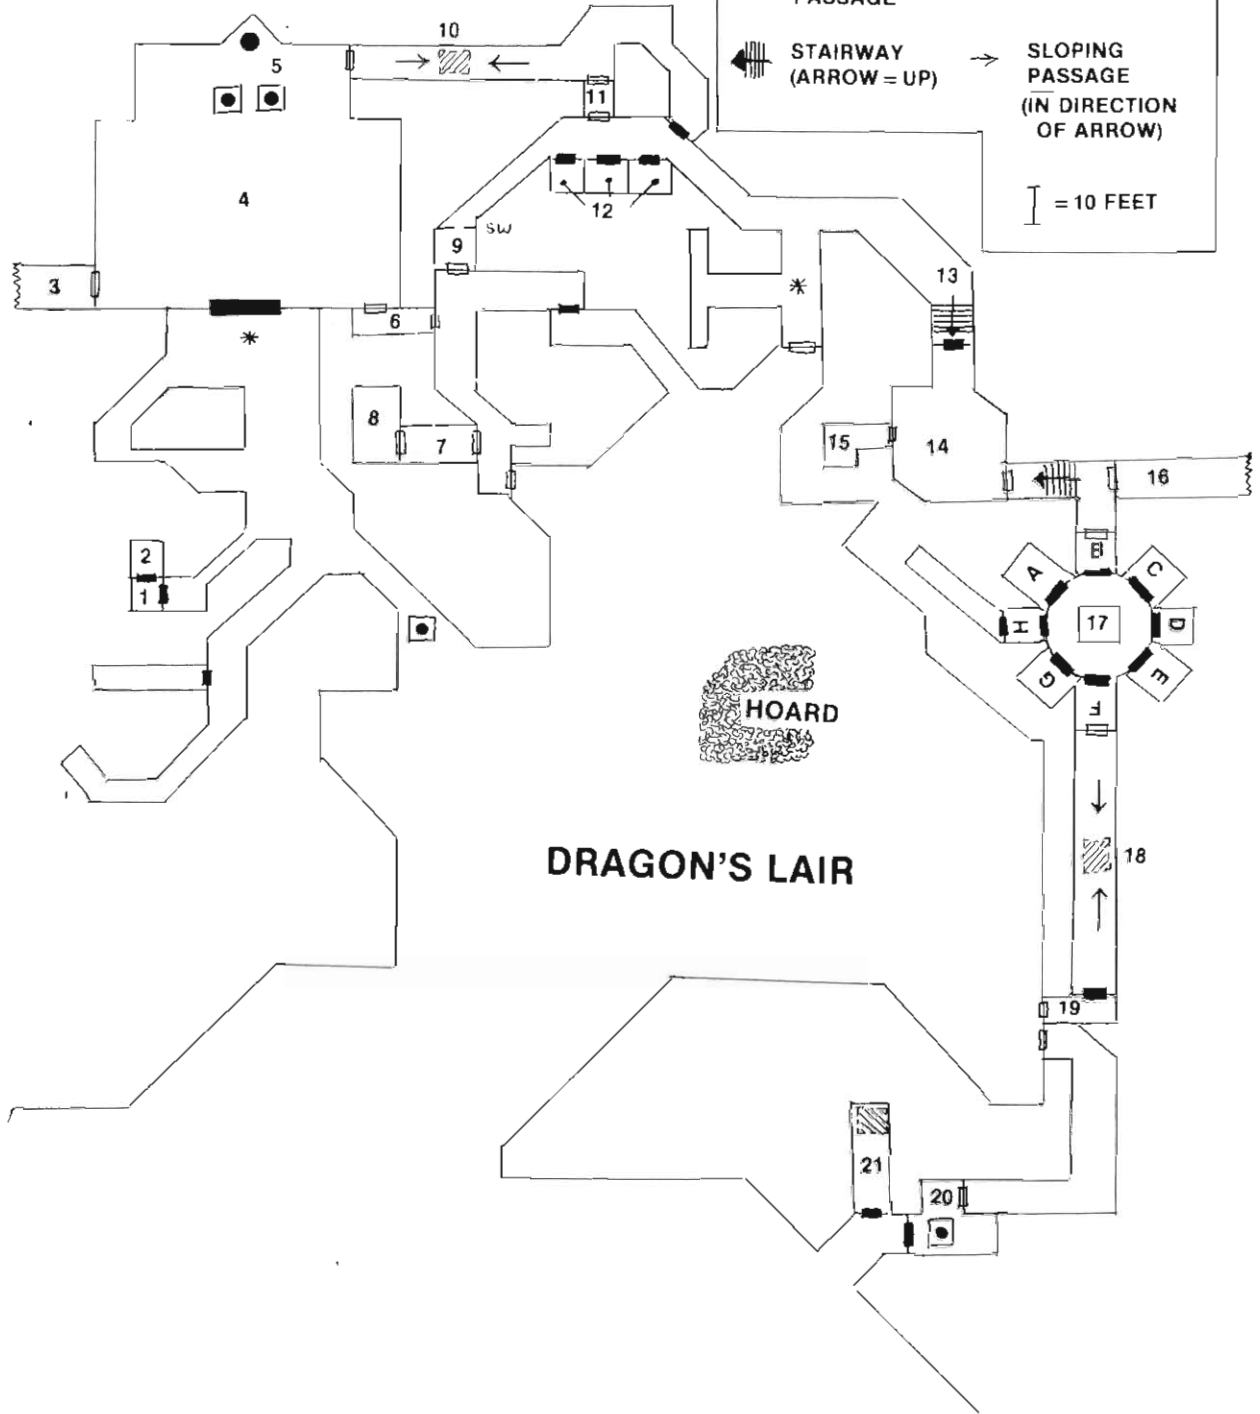 PASSAGE
STAIRWAY
(ARROW = UP)
SLOPING
PASSAGE
(IN DIRECTION
OF ARROW)
= 10 FEET
10
5
11
4
12
SW
9
3
13
6
8
7
15
14
16
2
1
B
A
C
H
17
D
G
E
F
HOARD
DRAGON'S LAIR
18
19
21
20